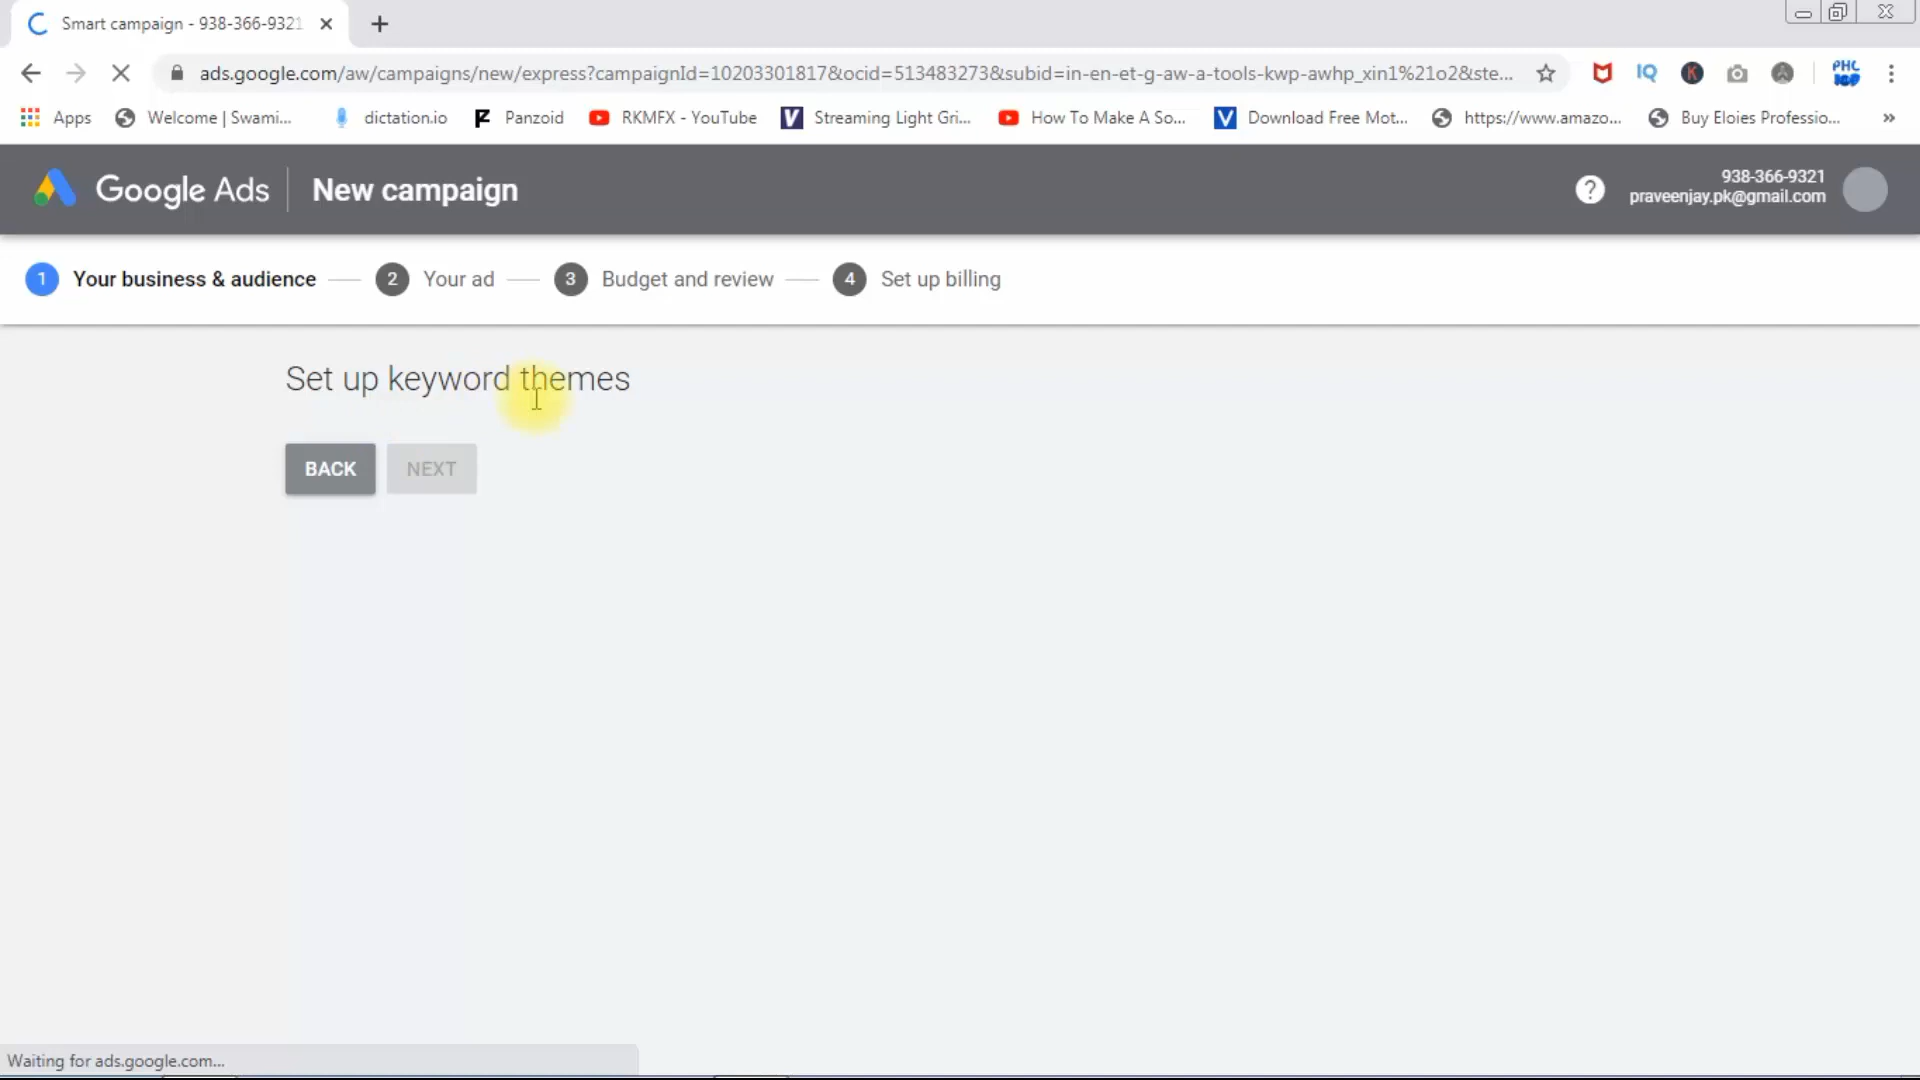 Smart campaign - 938-366-9321
ads.google.com/aw/campaigns/new/express?campaignId=10203301817&ocid=513483273&subid=in-en-et-g-aw-a-tools-kwp-awhp_xin1%21o2&ste...
IQ
K
PHC
Apps
Welcome | Swami...
dictation.io
Panzoid
RKMFX - YouTube
Streaming Light Gri...
How To Make A So...
Download Free Mot...
https://www.amazo...
Buy Eloies Professio...
»
Google Ads
New campaign
?
938-366-9321
praveenjay.pk@gmail.com
1 Your business & audience
2 Your ad
3 Budget and review
4 Set up billing
Set up keyword themes
BACK
NEXT
Waiting for ads.google.com...